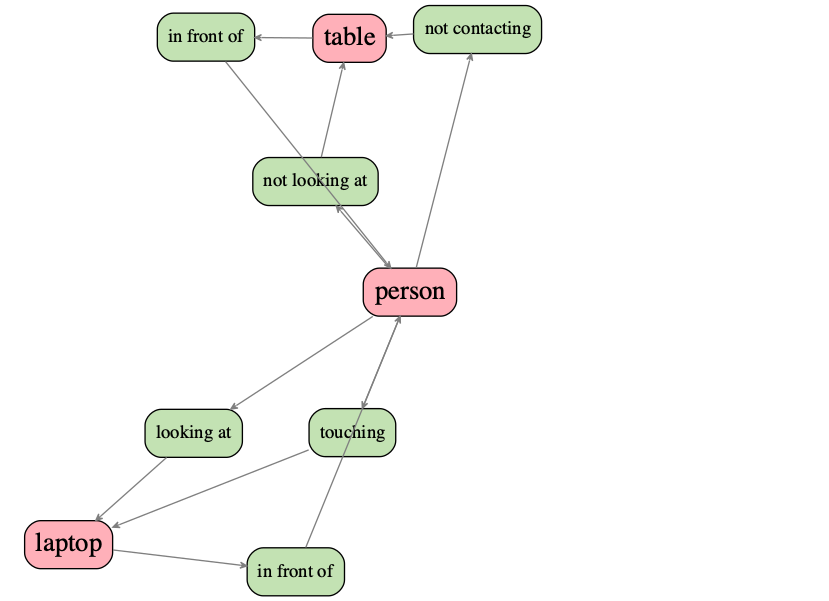 in front of
table
not contacting
not looking at
person
looking at
touching
laptop
in front of